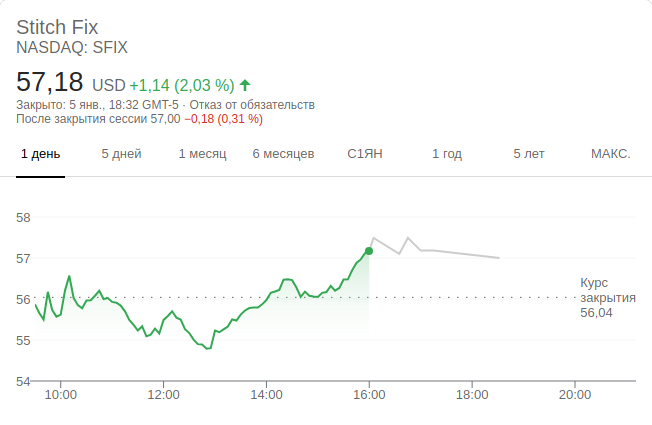 Stitch Fix
NASDAQ: SFIX
57,18 USD +1,14 (2,03 %)
Закрыто: 5 янв., 18:32 GMT-5 · Отказ от обязательств
После закрытия сессии 57,00 −0,18 (0,31 %)
1 день 5 дней 1 месяц 6 месяцев С1ЯН 1 год 5 лет МАКС.
58
57
56
55
54
Курс
закрытия
56,04
10:00 12:00 14:00 16:00 18:00 20:00